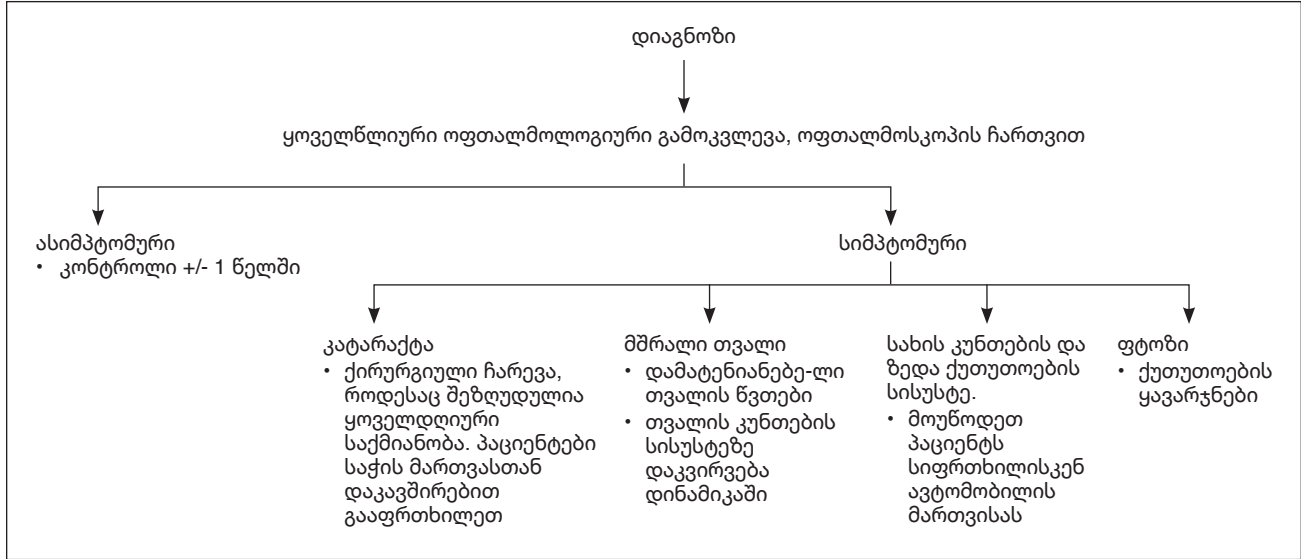 დიაგნოზი
ყოველწლიური ოფთალმოლოგიური გამოკვლევა, ოფთალმოსკოპის ჩართვით
ასიმპტომური
• კონტროლი +/- 1 წელში
სიმპტომური
კატარაქტა
• ქირურგიული ჩარევა,
როდესაც შეზღუდულია
ყოველდღიური
საქმიანობა. პაციენტები
საჭის მართვასთან
დაკავშირებით
გააფრთხილეთ
მშრალი თვალი
• დამატენიანებე-ლი
თვალის წვთები
• თვალის კუნთების
სისუსტეზე
დაკვირვება
დინამიკაში
სახის კუნთების და
ზედა ქუთუთოების
სისუსტე.
• მოუწოდეთ
პაციენტს
სიფრთხილისკენ
ავტომობილის
მართვისას
ფტოზი
• ქუთუთოების
ყავარჯნები